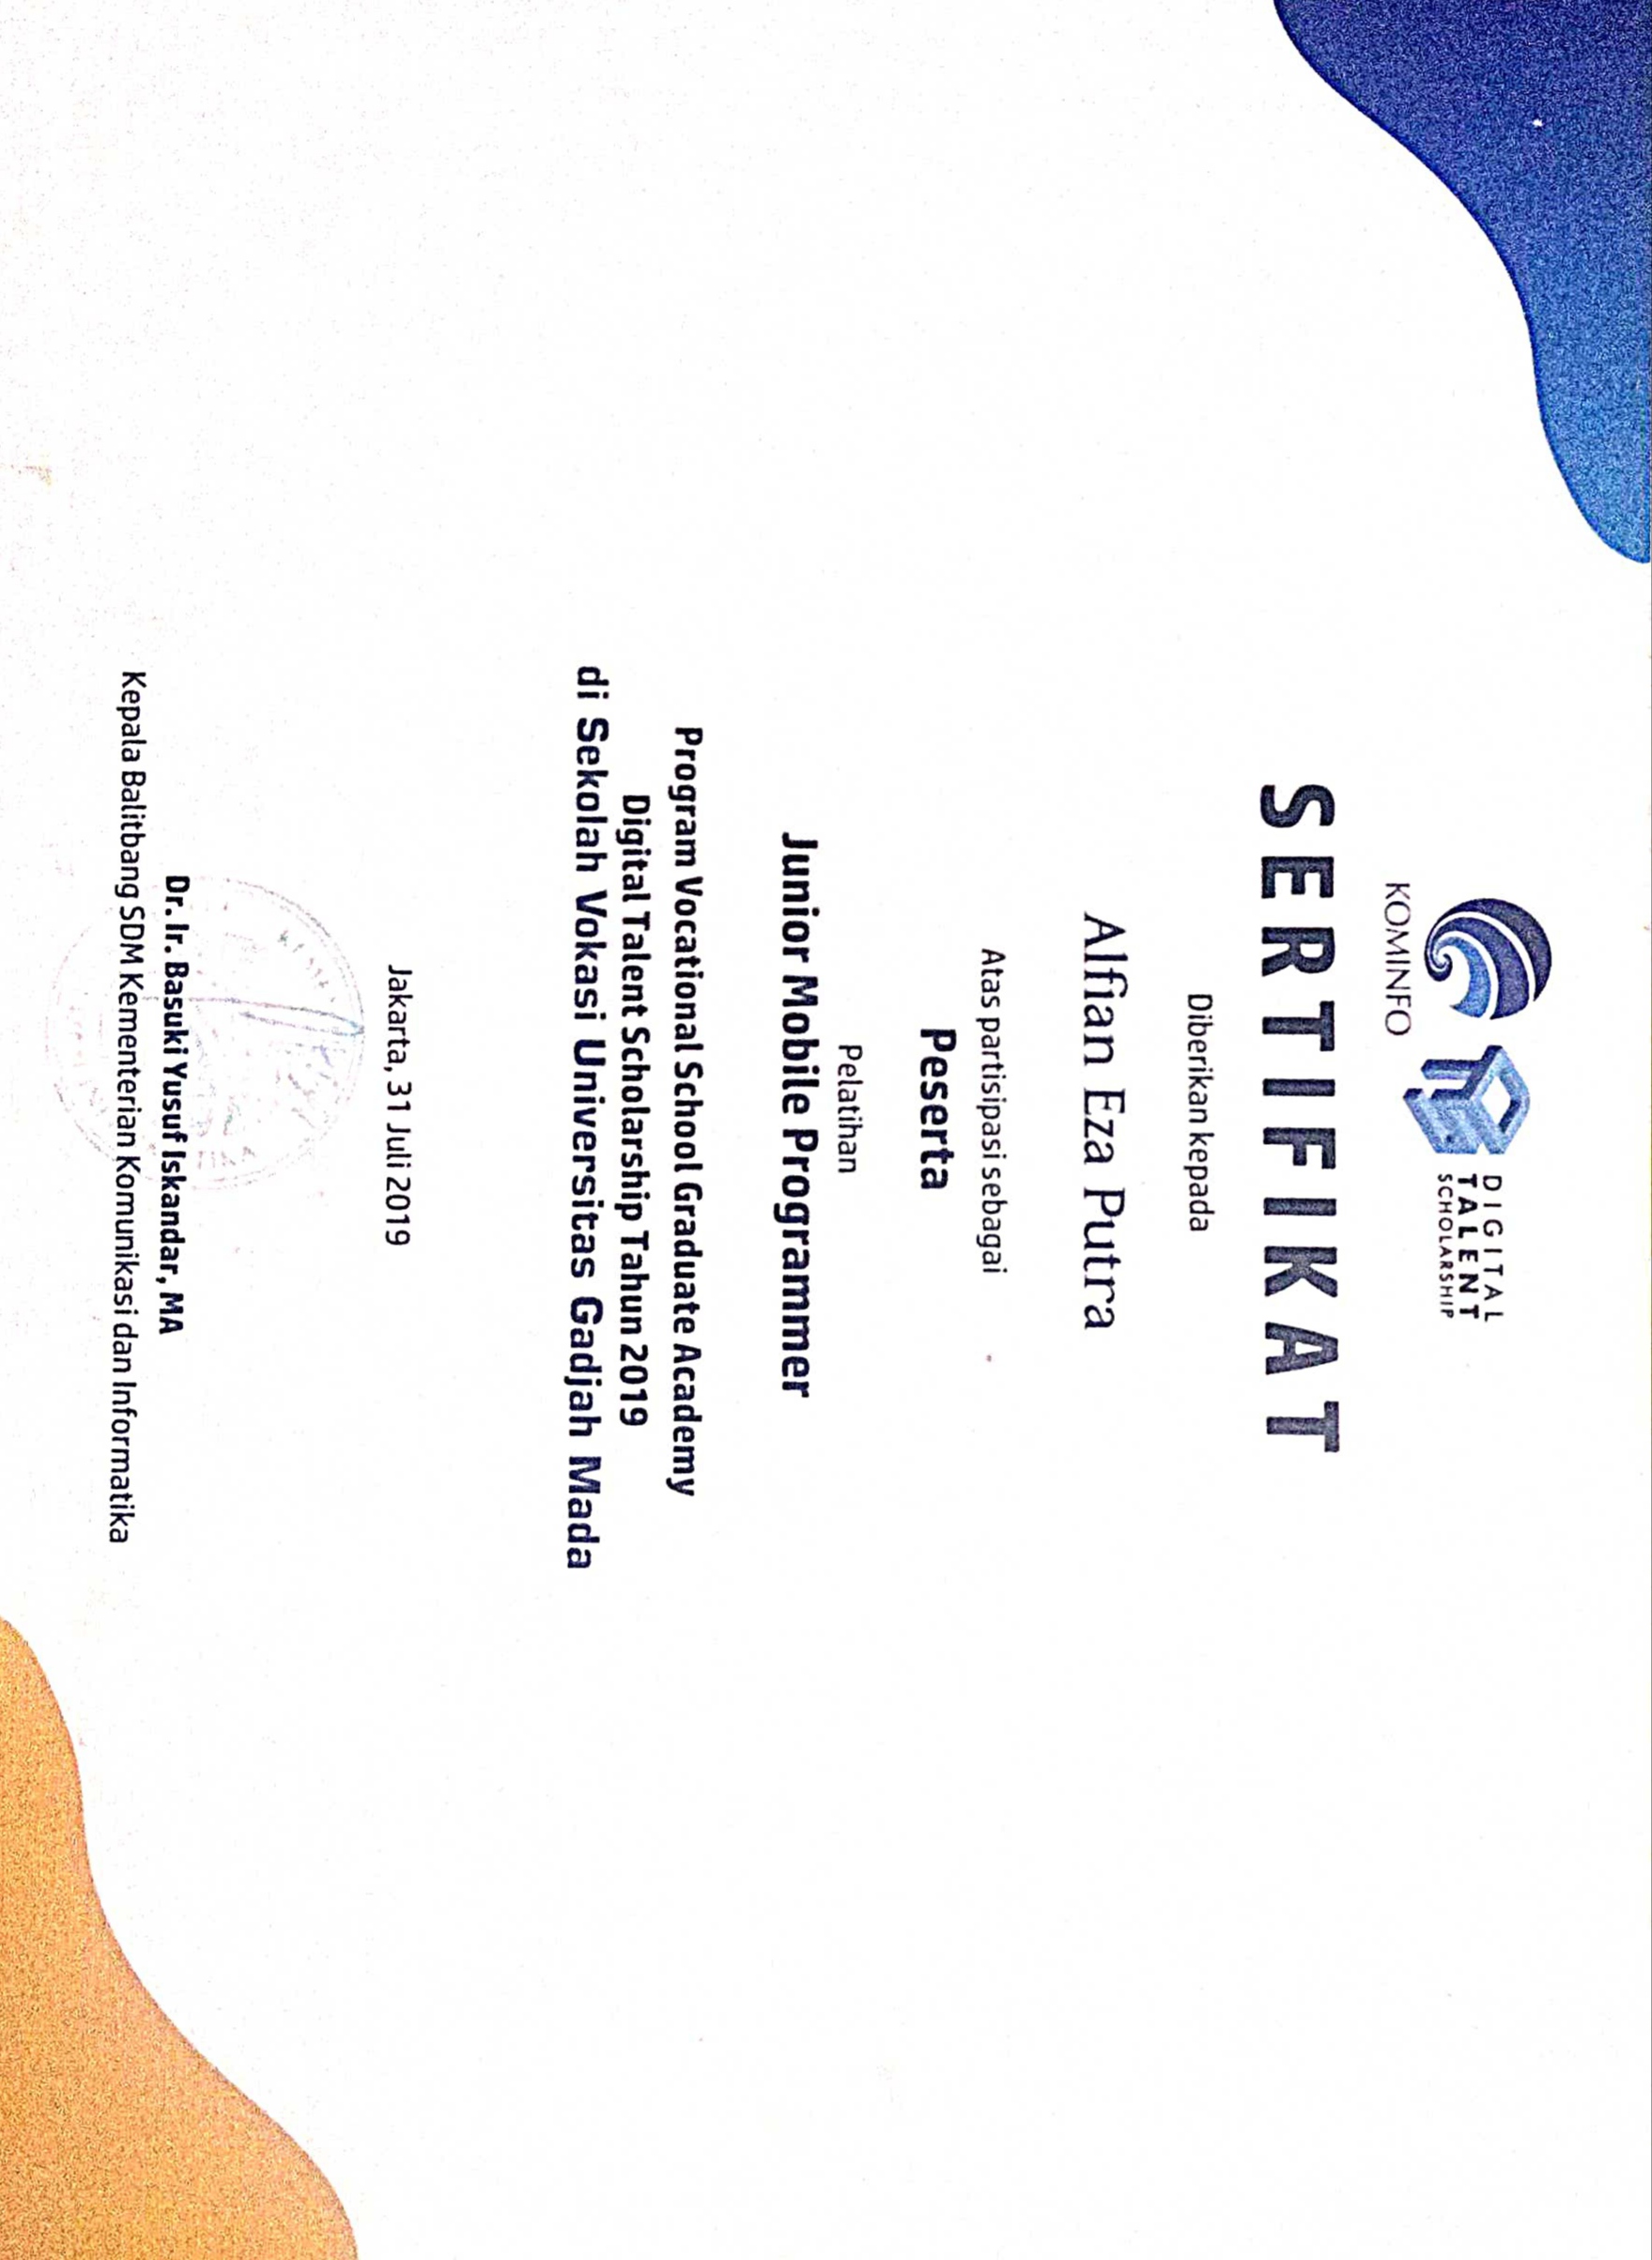 KOMINFO
DIGITAL
TALENT
SCHOLARSHIP
SERTIFIKAT
Diberikan kepada
Alfian Eza Putra
Atas partisipasi sebagai
Peserta
Pelatihan
Junior Mobile Programmer
Program Vocational School Graduate Academy
Digital Talent Scholarship Tahun 2019
di Sekolah Vokasi Universitas Gadjah Mada
Jakarta, 31 Juli 2019
Dr. Ir. Basuki Yusuf Iskandar, MA
Kepala Balitbang SDM Kementerian Komunikasi dan Informatika